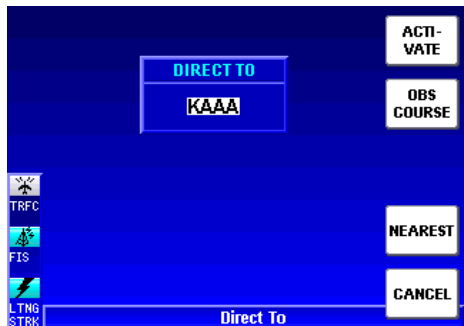 ACTI-
VATE
DIRECT TO
KAAA
OBS
COURSE
TRFC
NEAREST
FIS
CANCEL
LTNG
STRK
Direct To